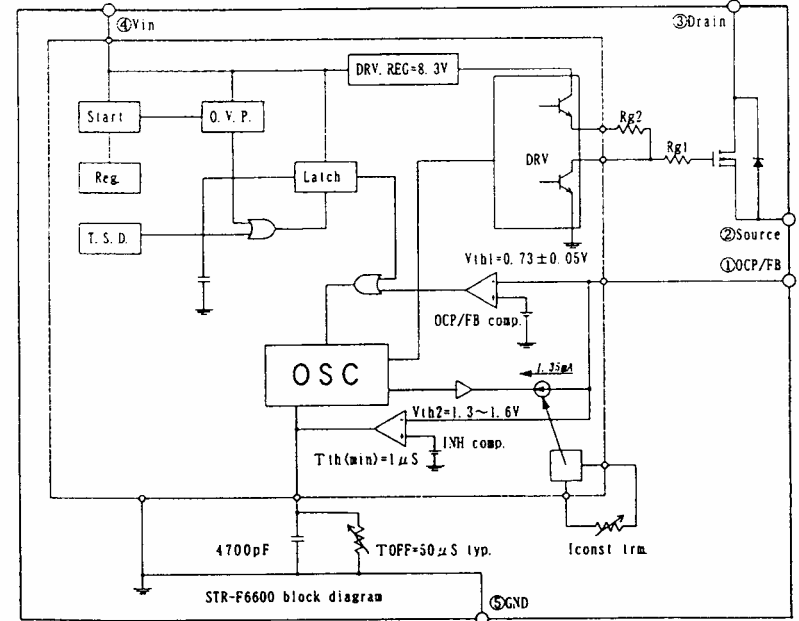 ④Vin
③Drain
DRV. REG=8. 3V
Start
O. V. P.
Rg2
Rg1
DRV
Reg.
Latch
T. S. D.
②Source
Vth1=0. 73±0. 05V
①OCP/FB
OCP/FB comp.
OSC
1. 35mA
Vth2=1. 3~1. 6V
INH comp.
Tth(min)=1μS
4700pF
TOFF=50μS typ.
Iconst trm.
STR-F6600 block diagram
⑤GND